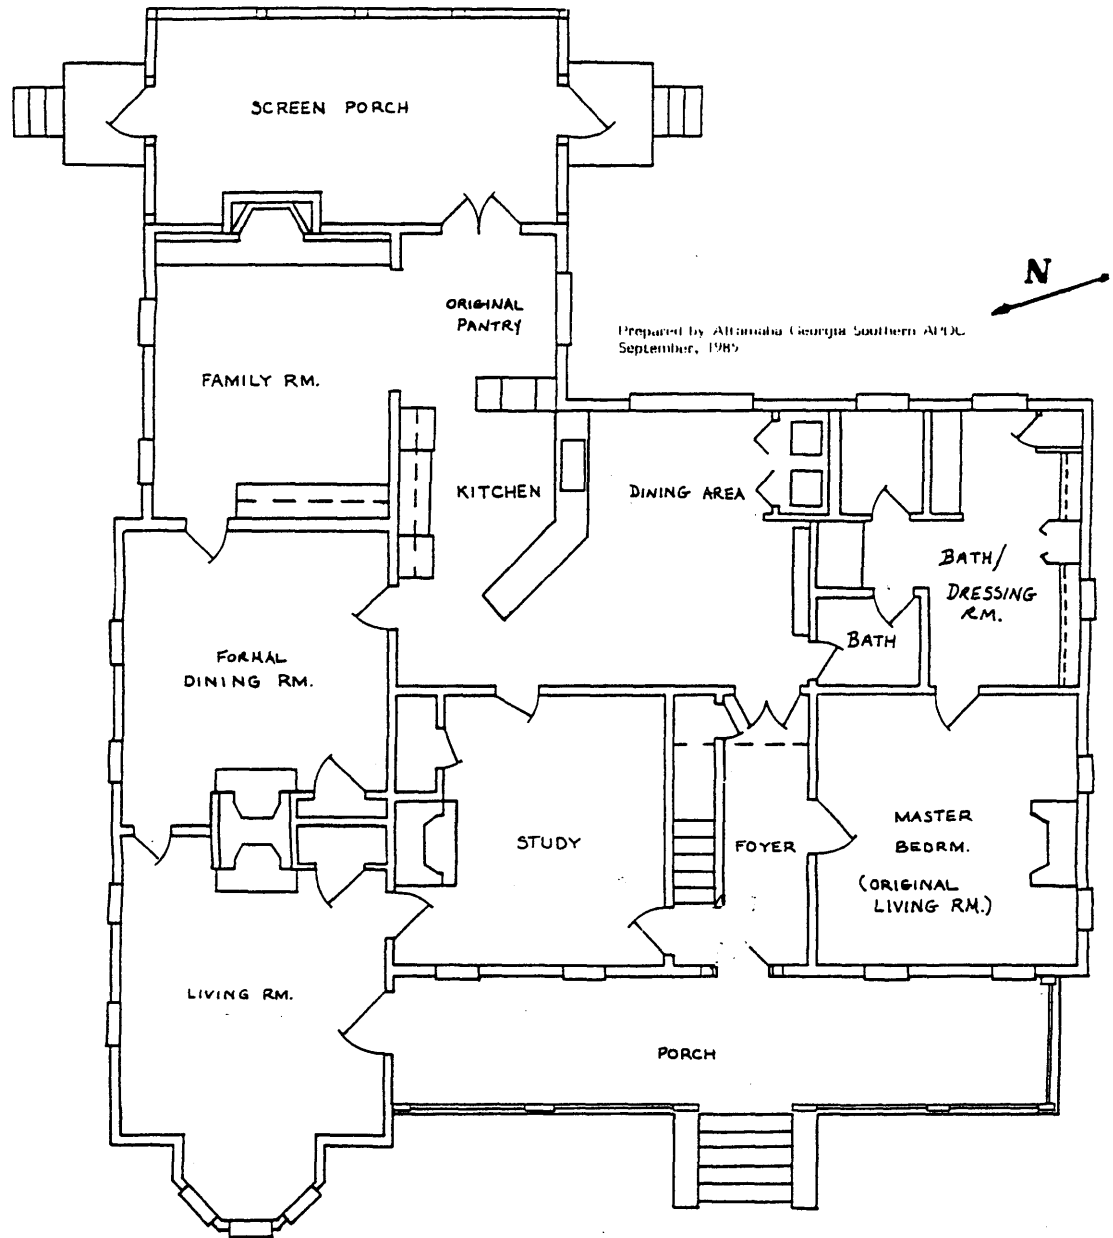 SCREEN PORCH
N
ORIGINAL
PANTRY
Prepared by Altamaha Georgia Southern APDC
September, 1985
FAMILY RM.
KITCHEN
DINING AREA
BATH/
DRESSING
RM.
BATH
FORMAL
DINING RM.
STUDY
FOYER
MASTER
BEDRM.
(ORIGINAL
LIVING RM.)
LIVING RM.
PORCH